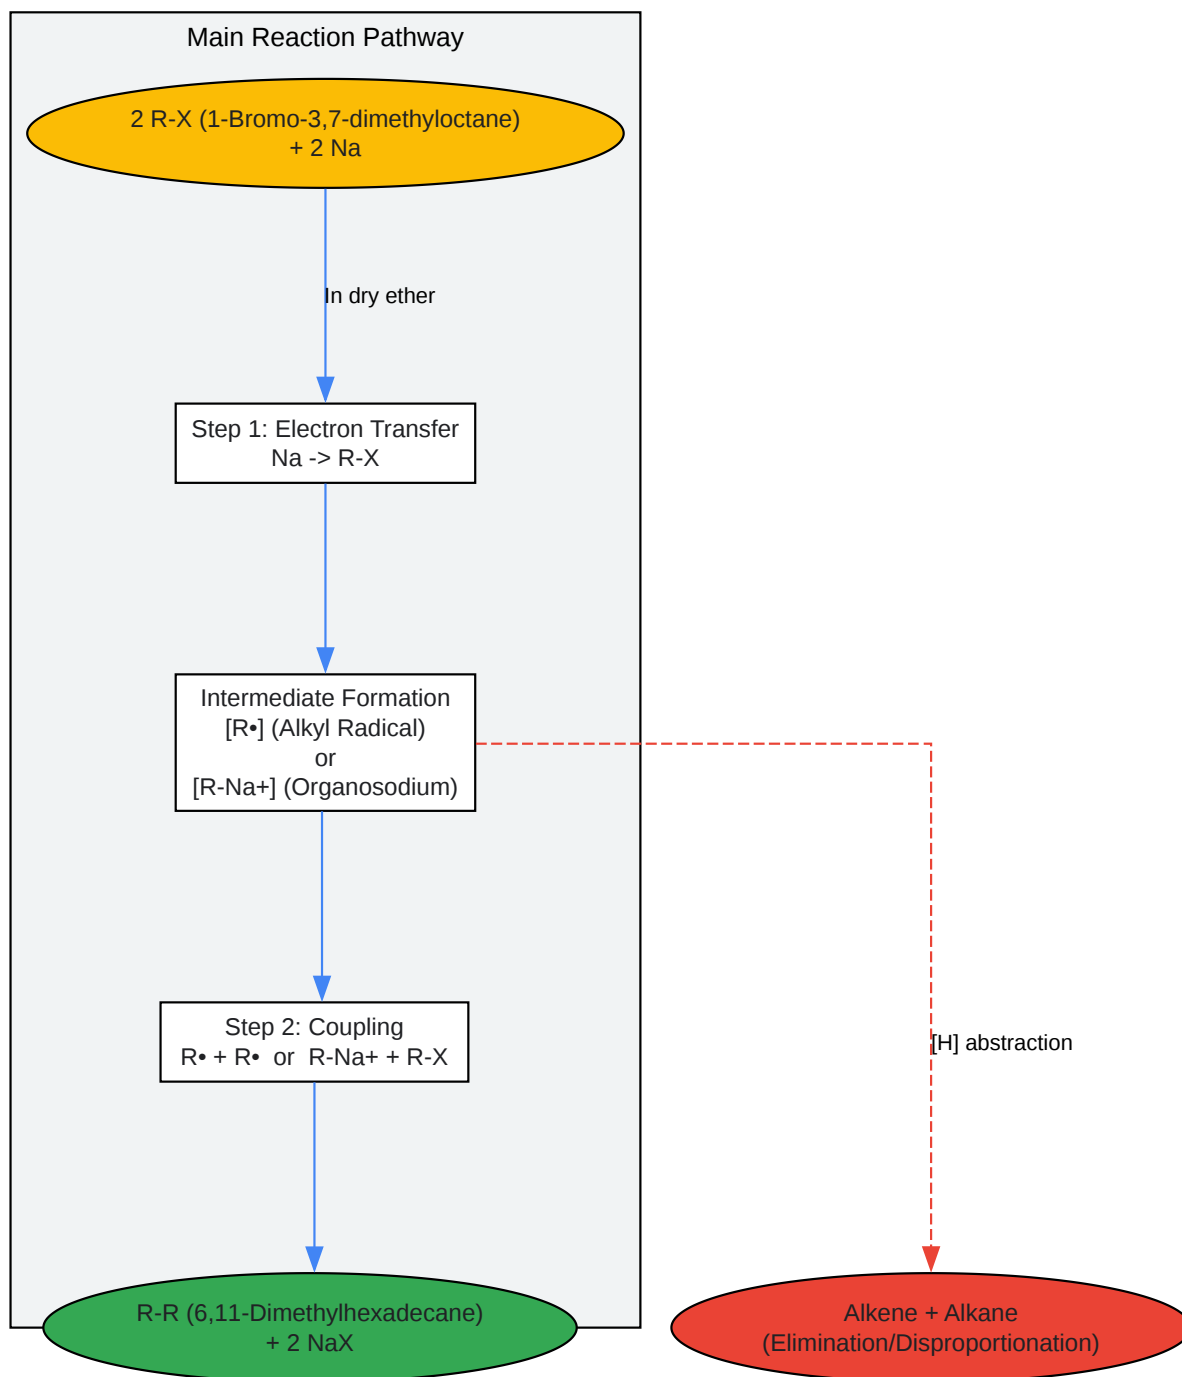 Main Reaction Pathway
2 R-X (1-Bromo-3,7-dimethyloctane)
+ 2 Na
In dry ether
Step 1: Electron Transfer
Na -> R-X
Intermediate Formation
[R•] (Alkyl Radical)
or
[R-Na+] (Organosodium)
Step 2: Coupling
R• + R•  or  R-Na+ + R-X
[H] abstraction
R-R (6,11-Dimethylhexadecane)
+ 2 NaX
Alkene + Alkane
(Elimination/Disproportionation)